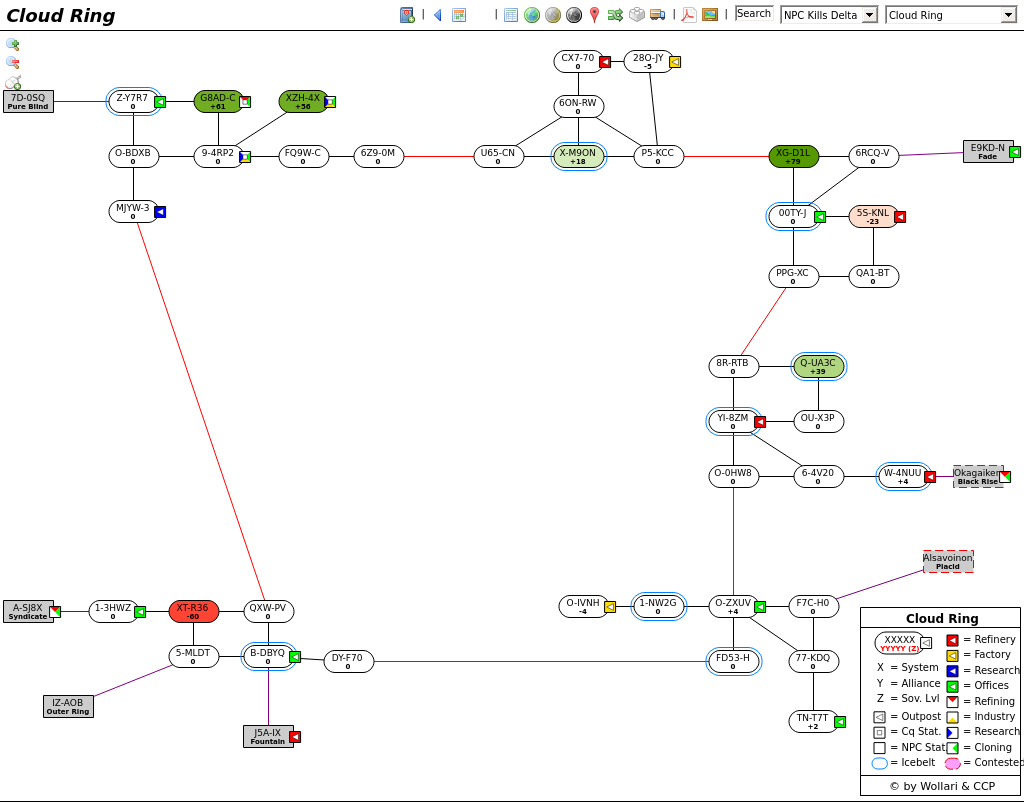 Cloud Ring
Search
NPC Kills Delta
Cloud Ring
CX7-70
0
28O-JY
-5
7D-0SQ
Pure Blind
Z-Y7R7
0
G8AD-C
+61
XZH-4X
+56
6ON-RW
0
O-BDXB
0
9-4RP2
0
FQ9W-C
0
6Z9-0M
0
U65-CN
0
X-M9ON
+18
P5-KCC
0
XG-D1L
+79
6RCQ-V
0
E9KD-N
Fade
MJYW-3
0
00TY-J
0
5S-KNL
-23
PPG-XC
0
QA1-BT
0
8R-RTB
0
Q-UA3C
+39
YI-8ZM
0
OU-X3P
0
O-0HW8
0
6-4V20
0
W-4NUU
+4
Okagaiken
Black Rise
Alsavoinon
Placid
A-SJ8X
Syndicate
1-3HWZ
0
XT-R36
-60
QXW-PV
0
O-IVNH
-4
1-NW2G
0
O-ZXUV
+4
F7C-H0
0
5-MLDT
0
B-DBYQ
0
DY-F70
0
FD53-H
0
77-KDQ
0
IZ-AOB
Outer Ring
J5A-IX
Fountain
TN-T7T
+2
Cloud Ring
XXXXX
YYYYY (Z)
X = System
Y = Alliance
Z = Sov. Lvl
= Outpost
= Cq Stat.
= NPC Stat
= Icebelt
= Refinery
= Factory
= Research
= Offices
= Refining
= Industry
= Research
= Cloning
= Contested
© by Wollari & CCP